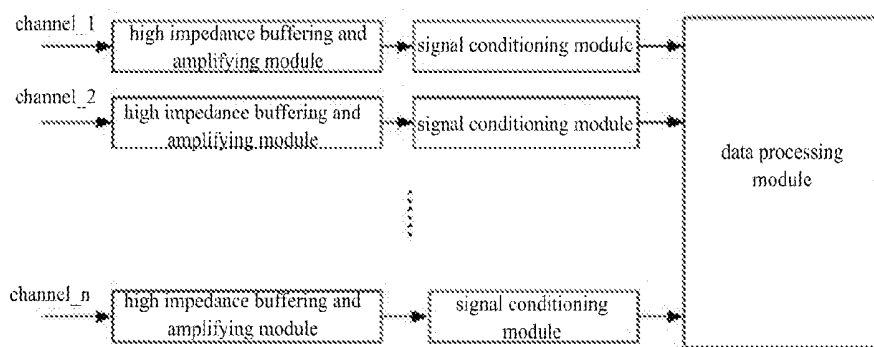 channel_1
high impedance buffering and
amplifying module
signal conditioning module
channel_2
high impedance buffering and
amplifying module
signal conditioning module
data processing
module
channel_n
high impedance buffering and
amplifying module
signal conditioning
module